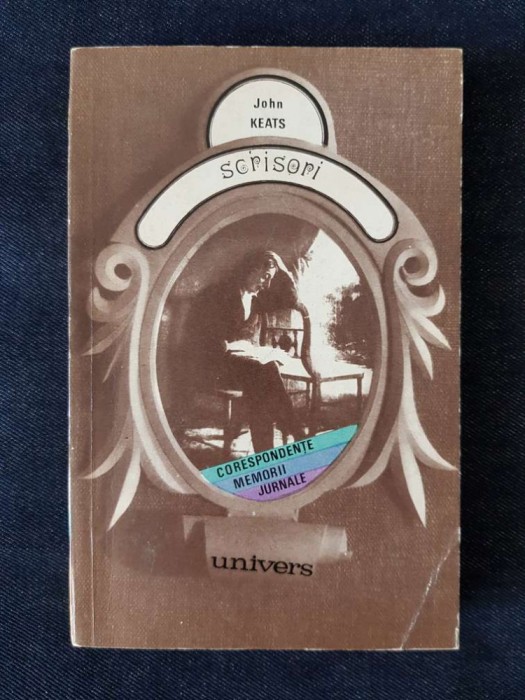 John
KEATS
scrisori
CORESPONDENȚE
MEMORII
JURNALE
univers